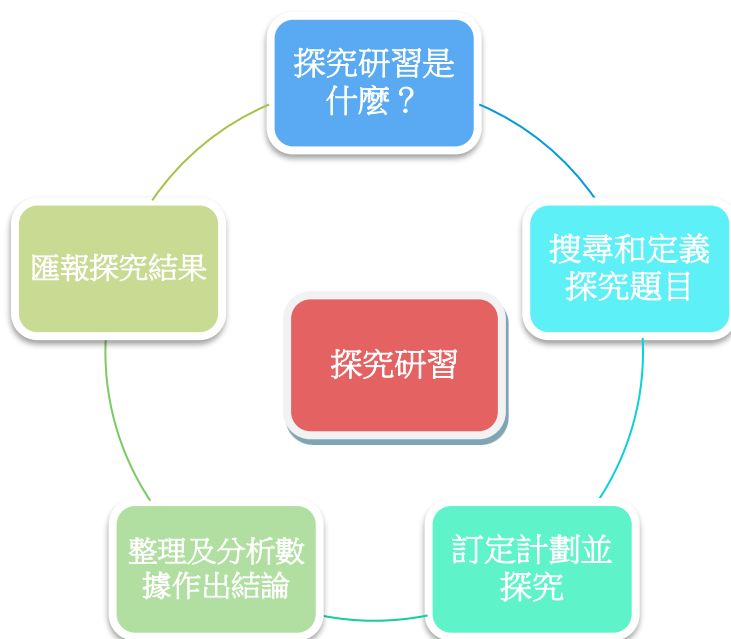 探究研習是
什麼？
搜尋和定義
探究題目
訂定計劃並
探究
整理及分析數
據作出結論
匯報探究結果
探究研習